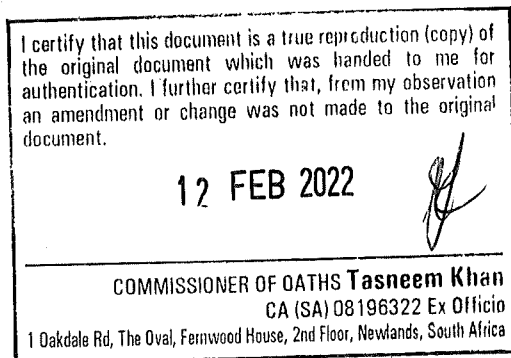 I certify that this document is a true reproduction (copy) of
the original document which was handed to me for
authentication. I further certify that, from my observation
an amendment or change was not made to the original
document.
12 FEB 2022
COMMISSIONER OF OATHS Tasneem Khan
CA (SA) 08196322 Ex Officio
1 Oakdale Rd, The Oval, Fernwood House, 2nd Floor, Newlands, South Africa